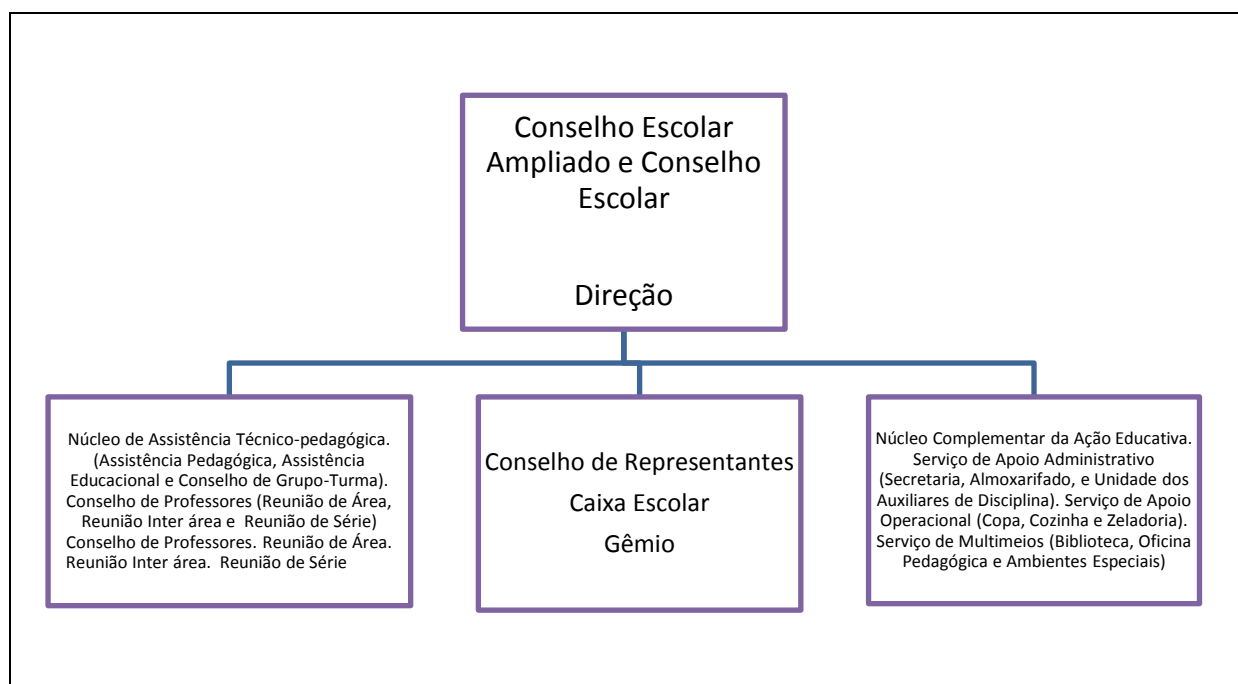 Conselho Escolar
Ampliado e Conselho
Escolar
Direção
Núcleo de Assistência Técnico-pedagógica.
(Assistência Pedagógica, Assistência
Educacional e Conselho de Grupo-Turma).
Conselho de Professores (Reunião de Área,
Reunião Inter área e Reunião de Série)
Conselho de Professores. Reunião de Área.
Reunião Inter área. Reunião de Série
Conselho de Representantes
Caixa Escolar
Gêmio
Núcleo Complementar da Ação Educativa.
Serviço de Apoio Administrativo
(Secretaria, Almoxarifado, e Unidade dos
Auxiliares de Disciplina). Serviço de Apoio
Operacional (Copa, Cozinha e Zeladoria).
Serviço de Multimeios (Biblioteca, Oficina
Pedagógica e Ambientes Especiais)